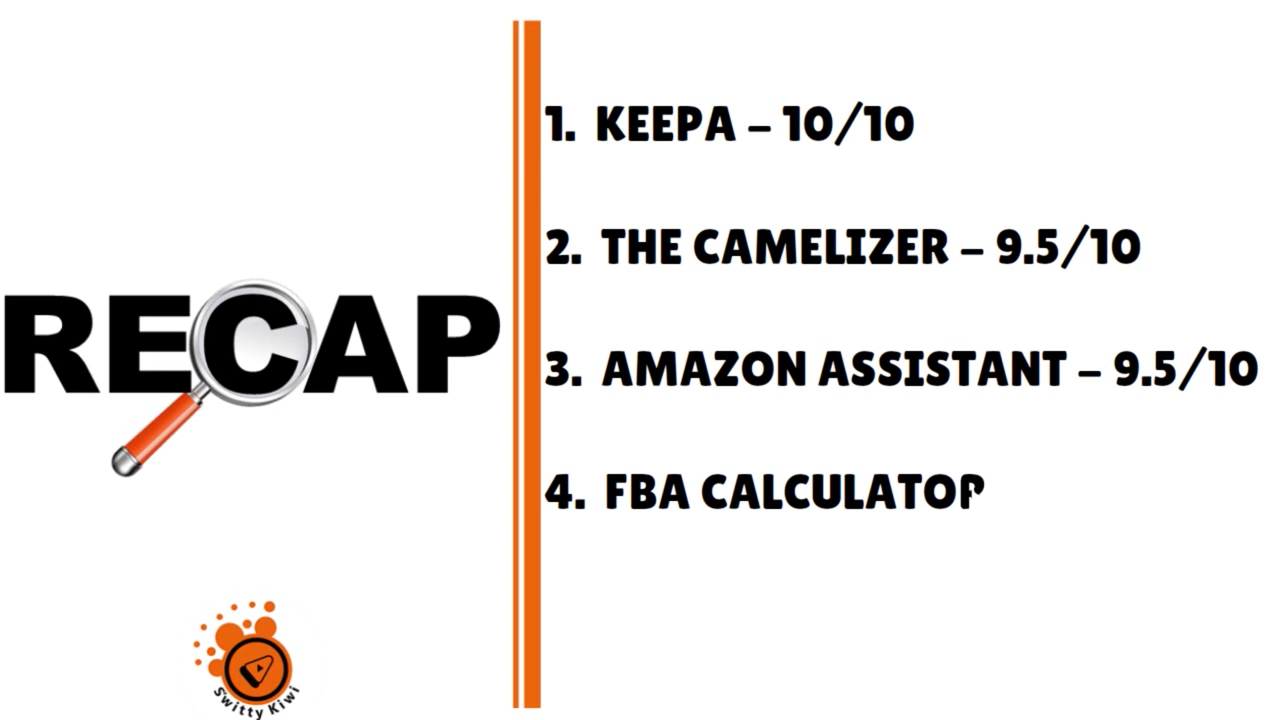 RECAP
1. KEEPA – 10/10
2. THE CAMELIZER – 9.5/10
3. AMAZON ASSISTANT – 9.5/10
4. FBA CALCULATOR
Switty Kiwi